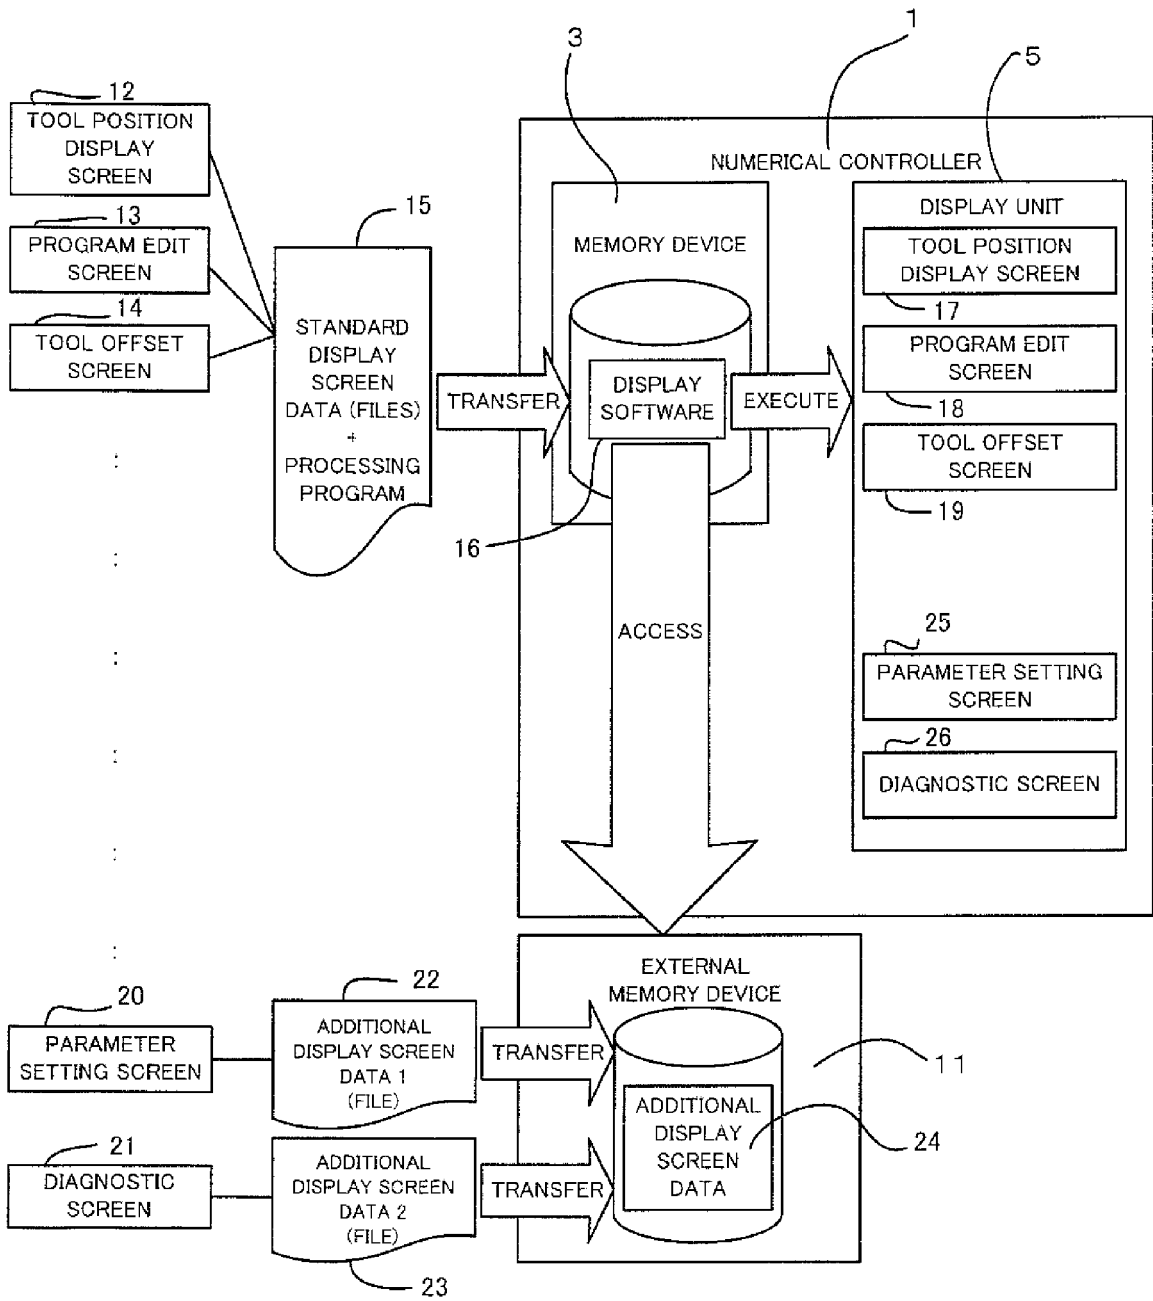 1
3
5
12
TOOL POSITION
DISPLAY
SCREEN
13
PROGRAM EDIT
SCREEN
14
TOOL OFFSET
SCREEN
15
STANDARD
DISPLAY
SCREEN
DATA (FILES)
+
PROCESSING
PROGRAM
TRANSFER
NUMERICAL CONTROLLER
MEMORY DEVICE
DISPLAY
SOFTWARE
16
EXECUTE
ACCESS
DISPLAY UNIT
TOOL POSITION
DISPLAY SCREEN
17
PROGRAM EDIT
SCREEN
18
TOOL OFFSET
SCREEN
19
25
PARAMETER SETTING
SCREEN
26
DIAGNOSTIC SCREEN
20
PARAMETER
SETTING SCREEN
22
ADDITIONAL
DISPLAY SCREEN
DATA 1
(FILE)
TRANSFER
21
DIAGNOSTIC
SCREEN
ADDITIONAL
DISPLAY SCREEN
DATA 2
(FILE)
23
TRANSFER
EXTERNAL
MEMORY DEVICE
11
ADDITIONAL
DISPLAY
SCREEN
DATA
24